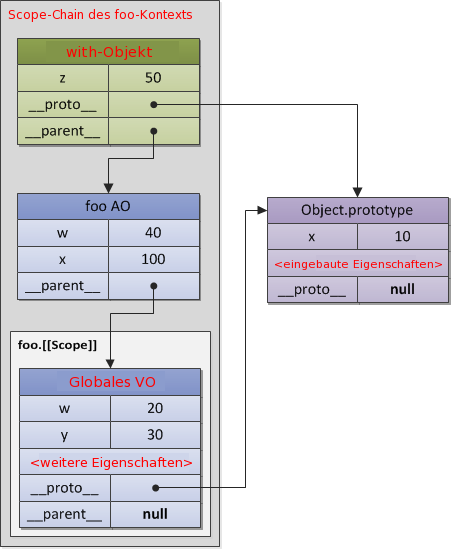 Scope-Chain des foo-Kontexts
with-Objekt
z 50
__proto__
__parent__
foo AO
w 40
x 100
__parent__
foo.[[Scope]]
Globales VO
w 20
y 30
<weitere Eigenschaften>
__proto__
__parent__ null
Object.prototype
x 10
<eingebaute Eigenschaften>
__proto__ null